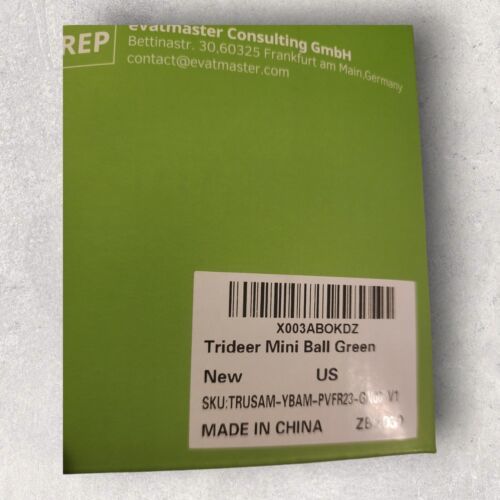 REP
evatmaster Consulting GmbH
Bettinastr. 30,60325 Frankfurt am Main,Germany
contact@evatmaster.com
X003ABOKDZ
Trideer Mini Ball Green
New US
MADE IN CHINA